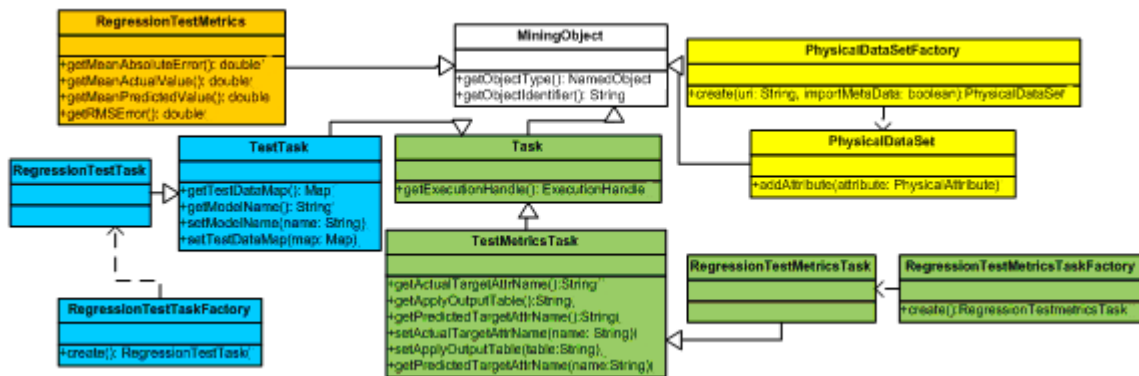 RegressionTestMetrics
+getMeanAbsoluteError(): double
+getMeanActualValue(): double
+getMeanPredictedValue(): double
+getRMSError(): double
MiningObject
+getObjectType(): NamedObject
+getObjectIdentifier(): String
PhysicalDataSetFactory
+create(uri: String, importMetaData: boolean):PhysicalDataSet
PhysicalDataSet
+addAttribute(attribute: PhysicalAttribute)
RegressionTestTask
TestTask
+getTestDataMap(): Map
+getModelName(): String
+setModelName(name: String)
+setTestDataMap(map: Map)
Task
+getExecutionHandle(): ExecutionHandle
RegressionTestTaskFactory
+create(): RegressionTestTask
TestMetricsTask
+getActualTargetAttrName():String
+getApplyOutputTable():String
+getPredictedTargetAttrName():String
+setActualTargetAttrName(name: String)
+setApplyOutputTable(table:String)
+getPredictedTargetAttrName(name:String)
RegressionTestMetricsTask
RegressionTestMetricsTaskFactory
+create():RegressionTestmetricsTask